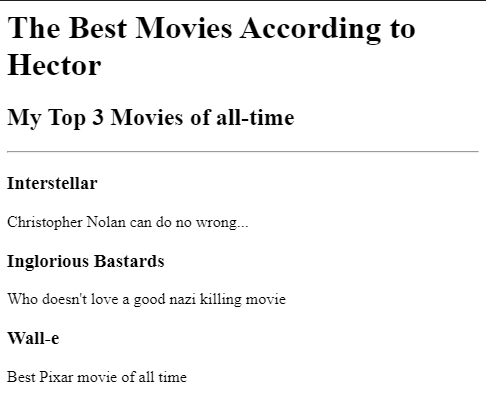 The Best Movies According to
Hector
My Top 3 Movies of all-time
Interstellar
Christopher Nolan can do no wrong...
Inglorious Bastards
Who doesn't love a good nazi killing movie
Wall-e
Best Pixar movie of all time